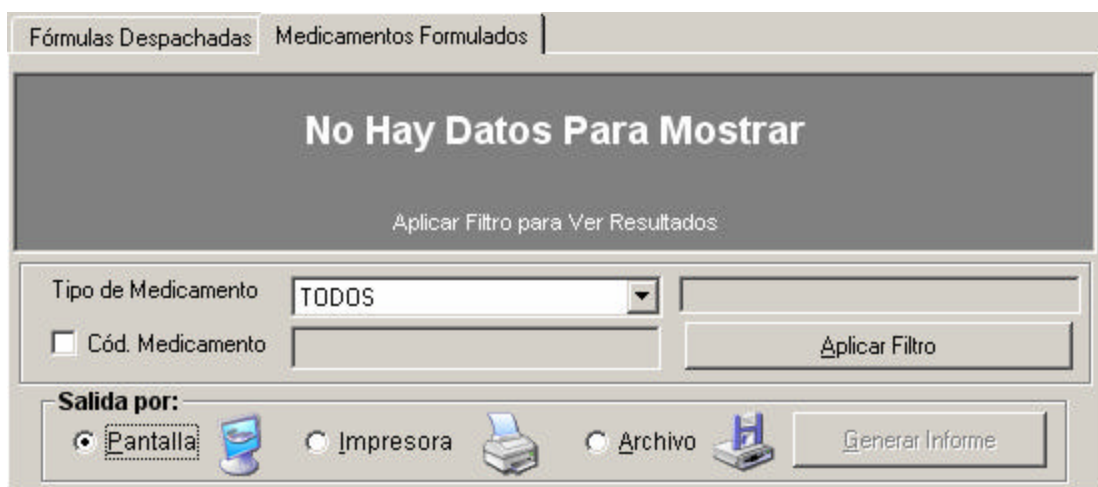 Fórmulas Despachadas Medicamentos Formulados
No Hay Datos Para Mostrar
Aplicar Filtro para Ver Resultados
Tipo de Medicamento TODOS
Cód. Medicamento Aplicar Filtro
Salida por:
Pantalla Impresora Archivo Generar Informe